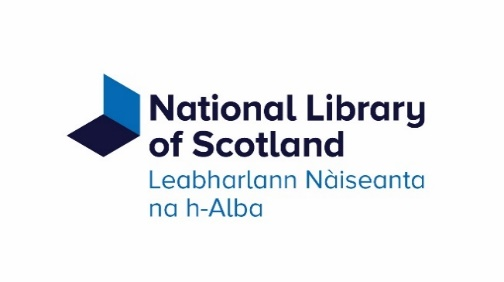 National Library
of Scotland
Leabharlann Nàiseanta
na h-Alba